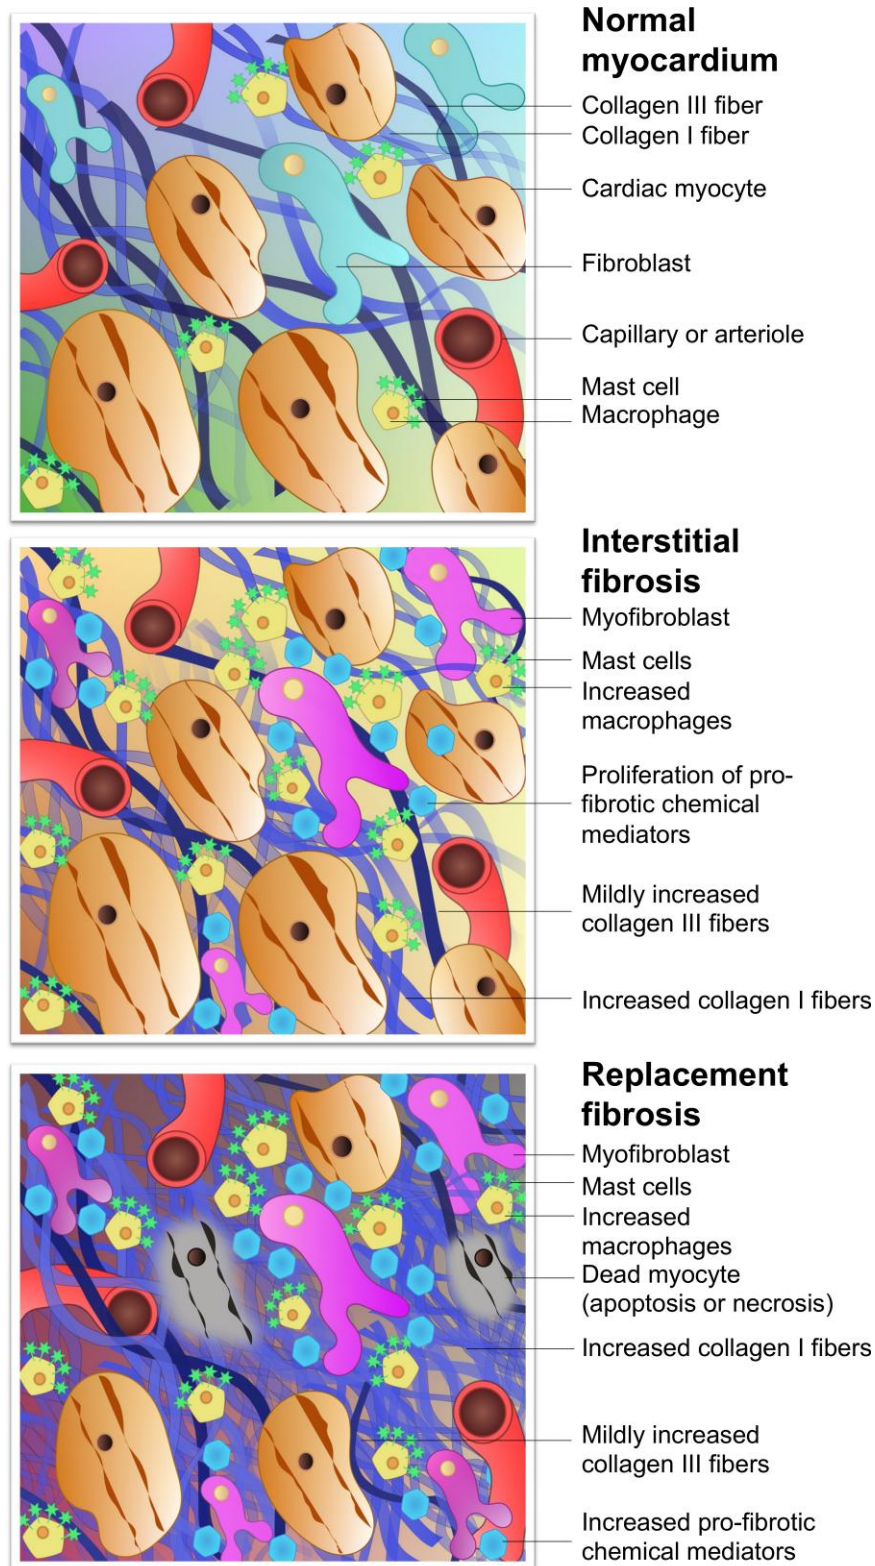 Normal
myocardium
Collagen III fiber
Collagen I fiber
Cardiac myocyte
Fibroblast
Capillary or arteriole
Mast cell
Macrophage
Interstitial
fibrosis
Myofibroblast
Mast cells
Increased
macrophages
Proliferation of pro-
fibrotic chemical
mediators
Mildly increased
collagen III fibers
Increased collagen I fibers
Replacement
fibrosis
Myofibroblast
Mast cells
Increased
macrophages
Dead myocyte
(apoptosis or necrosis)
Increased collagen I fibers
Mildly increased
collagen III fibers
Increased pro-fibrotic
chemical mediators